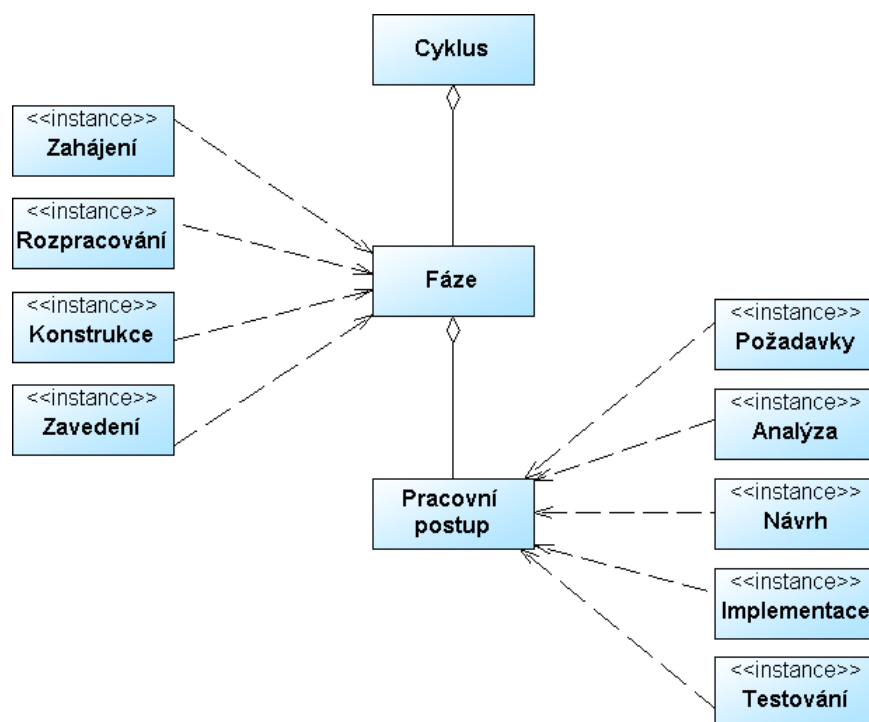 Cyklus
<<instance>>
Zahájení
<<instance>>
Rozpracování
<<instance>>
Konstrukce
<<instance>>
Zavedení
Fáze
Pracovní
postup
<<instance>>
Požadavky
<<instance>>
Analýza
<<instance>>
Návrh
<<instance>>
Implementace
<<instance>>
Testování